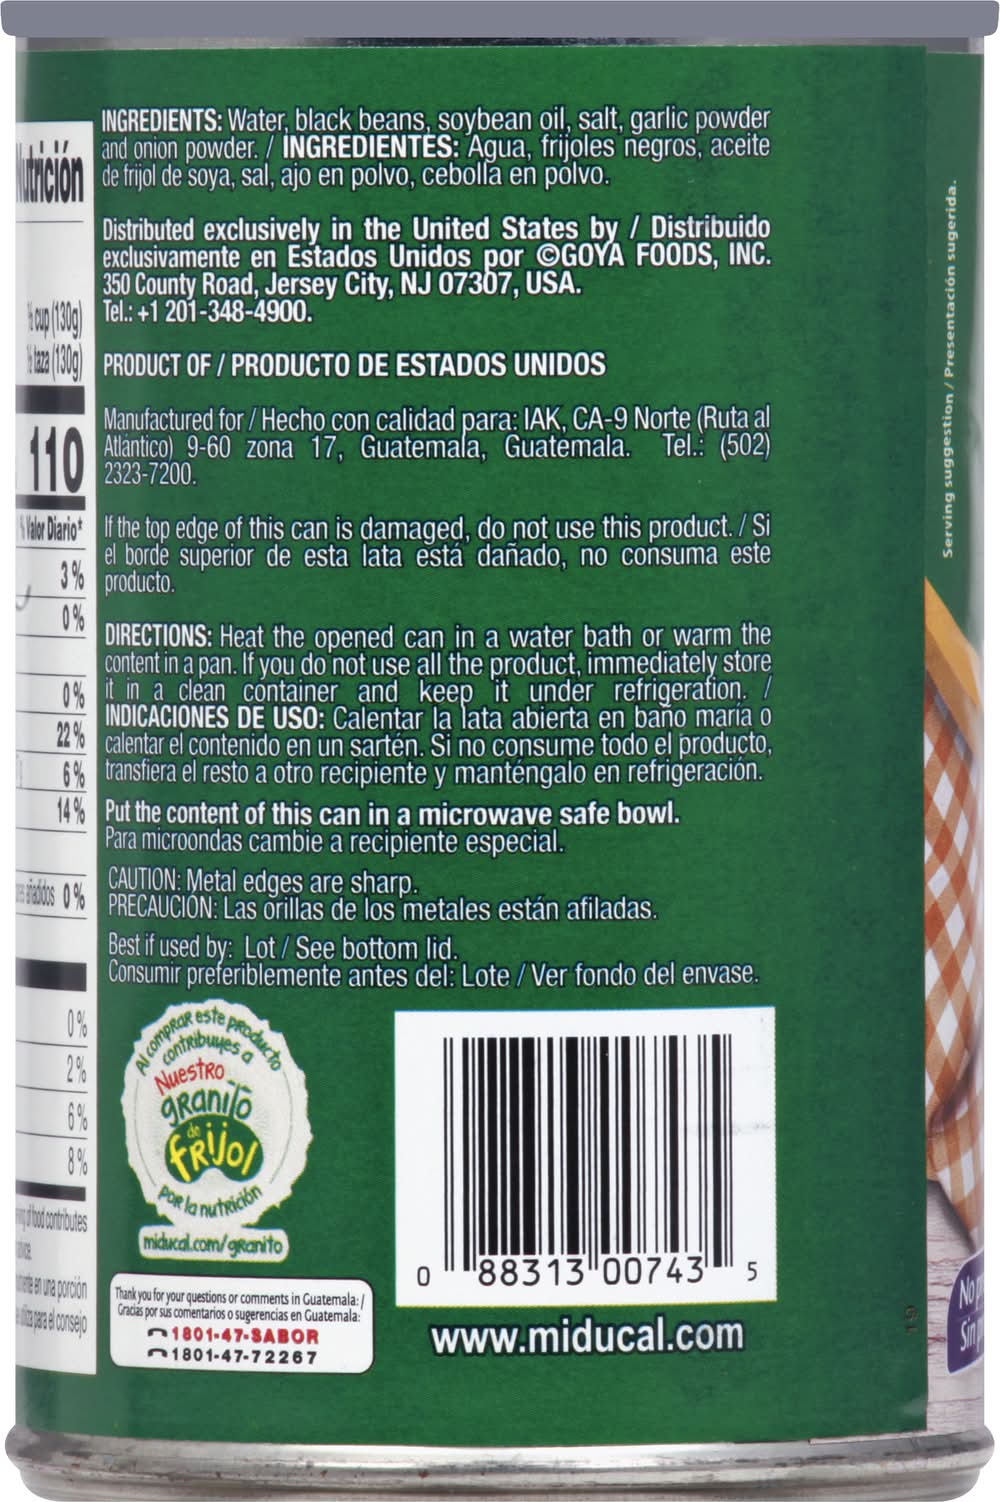 INGREDIENTS: Water, black beans, soybean oil, salt, garlic powder
and onion powder. / INGREDIENTES: Agua, frijoles negros, aceite
de frijol de soya, sal, ajo en polvo, cebolla en polvo.
Distributed exclusively in the United States by / Distribuido
exclusivamente en Estados Unidos por ©GOYA FOODS, INC.
350 County Road, Jersey City, NJ 07307, USA.
Tel.: +1 201-348-4900.
PRODUCT OF / PRODUCTO DE ESTADOS UNIDOS
Manufactured for / Hecho con calidad para: IAK, CA-9 Norte (Ruta al
Atlántico) 9-60 zona 17, Guatemala, Guatemala. Tel.: (502)
2323-7200.
If the top edge of this can is damaged, do not use this product. / Si
el borde superior de esta lata está dañado, no consuma este
producto.
DIRECTIONS: Heat the opened can in a water bath or warm the
content in a pan. If you do not use all the product, immediately store
it in a clean container and keep it under refrigeration. /
INDICACIONES DE USO: Calentar la lata abierta en baño maría o
calentar el contenido en un sartén. Si no consume todo el producto,
transfiera el resto a otro recipiente y manténgalo en refrigeración.
Put the content of this can in a microwave safe bowl.
Para microondas cambie a recipiente especial.
CAUTION: Metal edges are sharp.
PRECAUCIÓN: Las orillas de los metales están afiladas.
Best if used by: Lot / See bottom lid.
Consumir preferiblemente antes del: Lote / Ver fondo del envase.
Al comprar este producto
contribuyes a
Nuestro
granito
de
frijol
por la nutrición
miducal.com/granito
Thank you for your questions or comments in Guatemala: /
Gracias por sus comentarios o sugerencias en Guatemala:
1801-47-SABOR
1801-47-72267
0 88313 00743 5
www.miducal.com
Nutrición
cup (130g)
taza (130g)
110
% Valor Diario*
3%
0%
0%
22%
6%
14%
añadidos 0%
0%
2%
6%
8%
of food contributes
en una porción
utiliza para el consejo
Serving suggestion / Presentación sugerida.
No
Sin